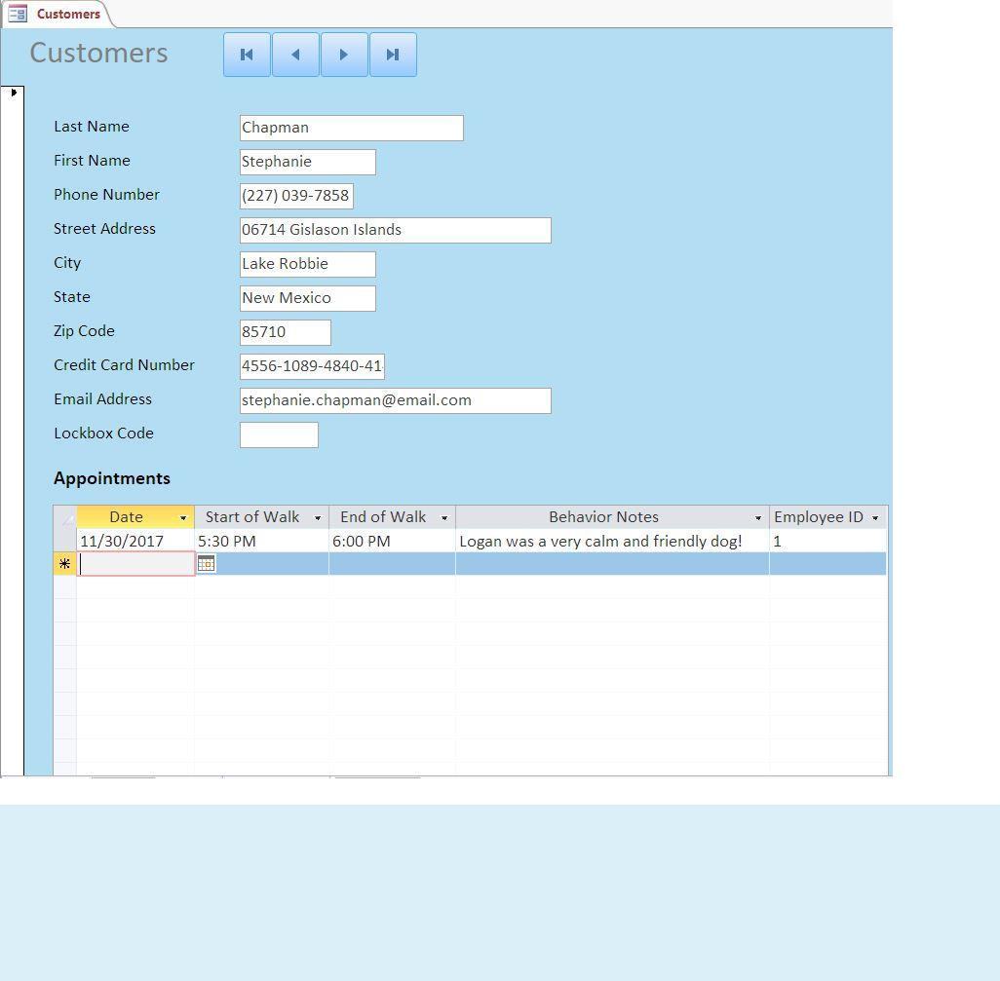 Customers
Customers
Last Name Chapman
First Name Stephanie
Phone Number (227) 039-7858
Street Address 06714 Gislason Islands
City Lake Robbie
State New Mexico
Zip Code 85710
Credit Card Number 4556-1089-4840-41
Email Address stephanie.chapman@email.com
Lockbox Code
Appointments
Date Start of Walk End of Walk Behavior Notes Employee ID
11/30/2017 5:30 PM 6:00 PM Logan was a very calm and friendly dog! 1